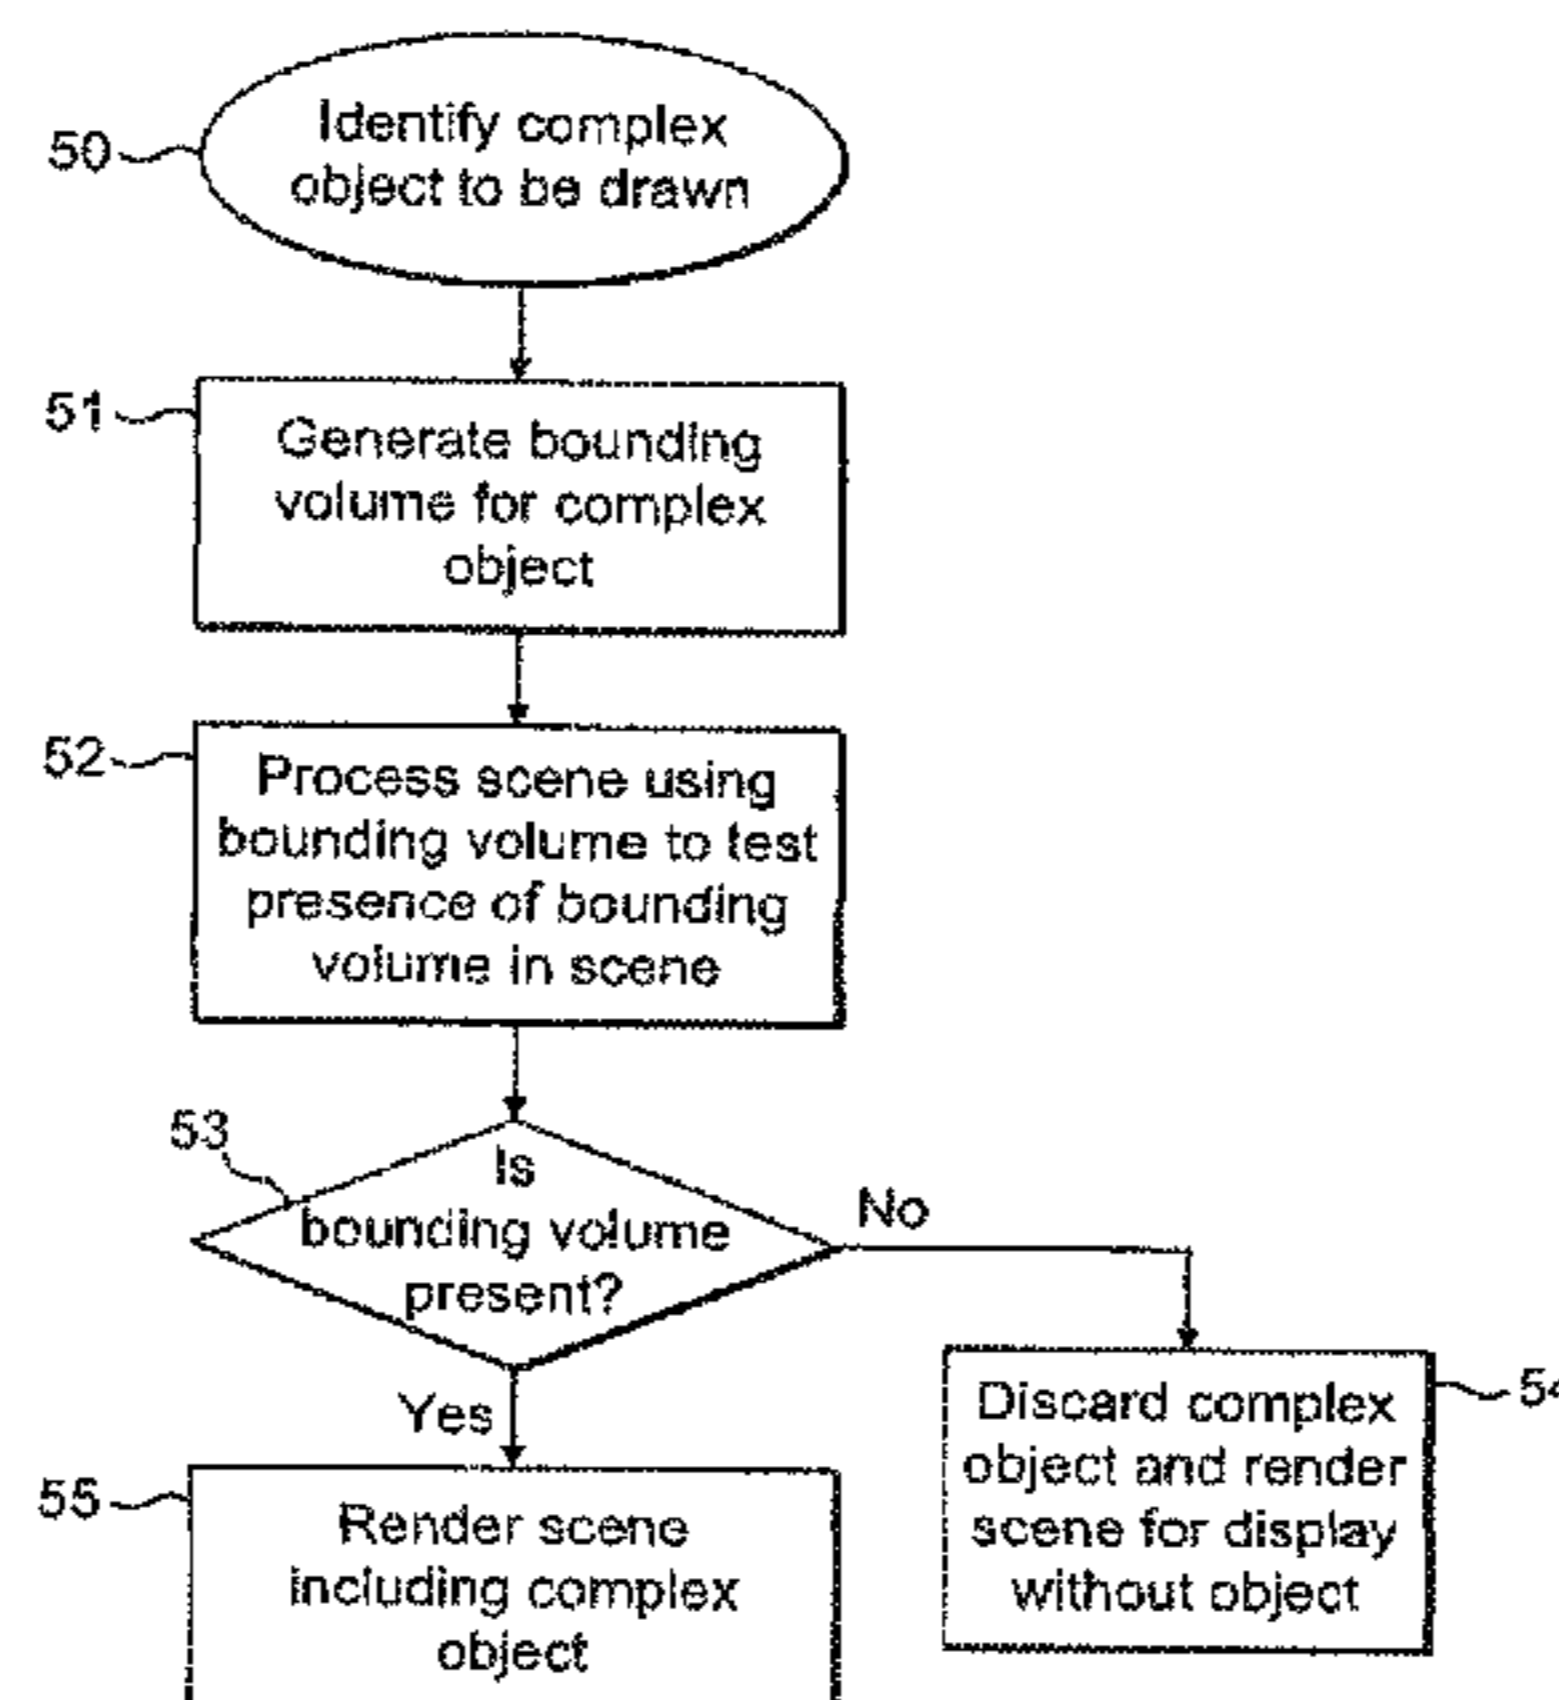 50
Identify complex
object to be drawn
51
Generate bounding
volume for complex
object
52
Process scene using
bounding volume to test
presence of bounding
volume in scene
53
Is
bounding volume
present?
No
Yes
54
Discard complex
object and render
scene for display
without object
55
Render scene
including complex
object